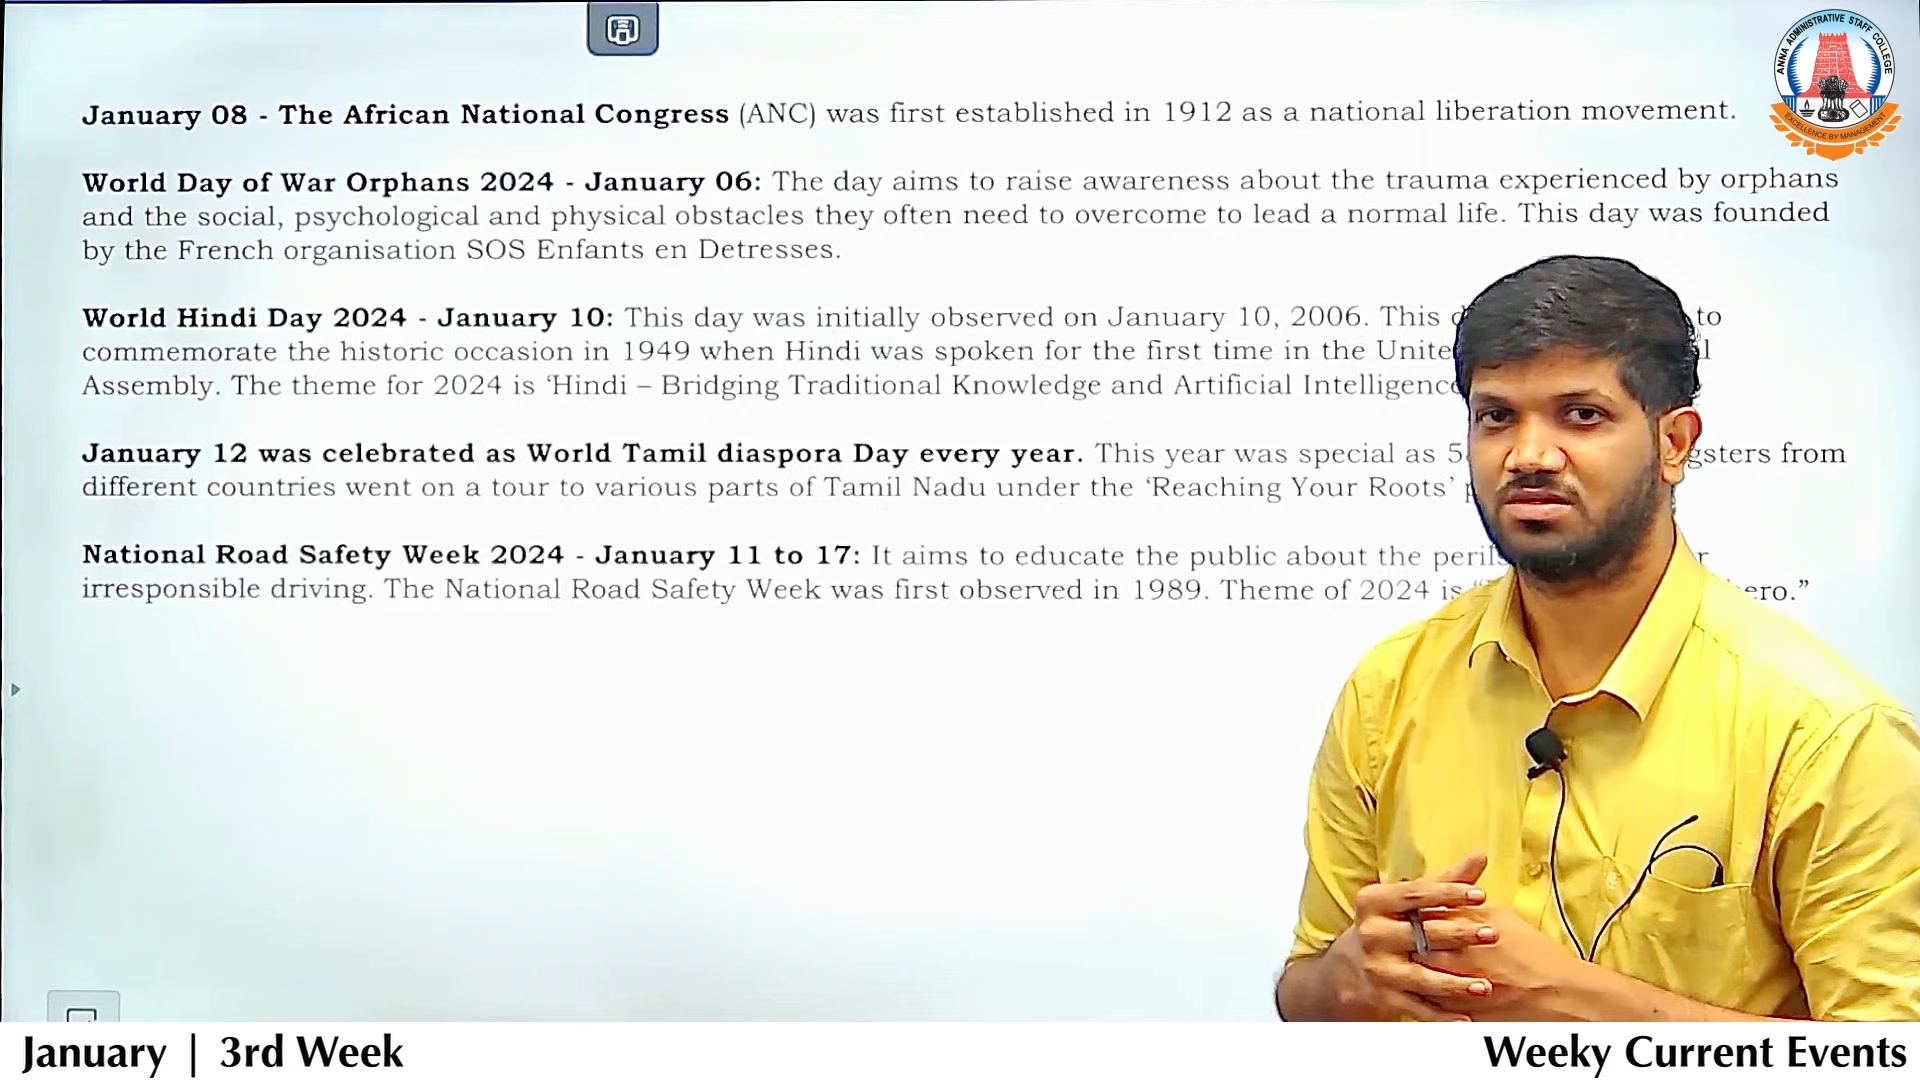 ANNA ADMINISTRATIVE STAFF COLLEGE
EXCELLENCE BY MANAGEMENT
January 08 - The African National Congress (ANC) was first established in 1912 as a national liberation movement.
World Day of War Orphans 2024 - January 06: The day aims to raise awareness about the trauma experienced by orphans
and the social, psychological and physical obstacles they often need to overcome to lead a normal life. This day was founded
by the French organisation SOS Enfants en Detresses.
World Hindi Day 2024 - January 10: This day was initially observed on January 10, 2006. This to
commemorate the historic occasion in 1949 when Hindi was spoken for the first time in the
Assembly. The theme for 2024 is ‘Hindi – Bridging Traditional Knowledge and Artificial Intelligence
January 12 was celebrated as World Tamil diaspora Day every year. This year was special as from
different countries went on a tour to various parts of Tamil Nadu under the ‘Reaching Your Roots’
National Road Safety Week 2024 - January 11 to 17: It aims to educate the public about the
irresponsible driving. The National Road Safety Week was first observed in 1989. Theme of 2024 is
January | 3rd Week
Weeky Current Events